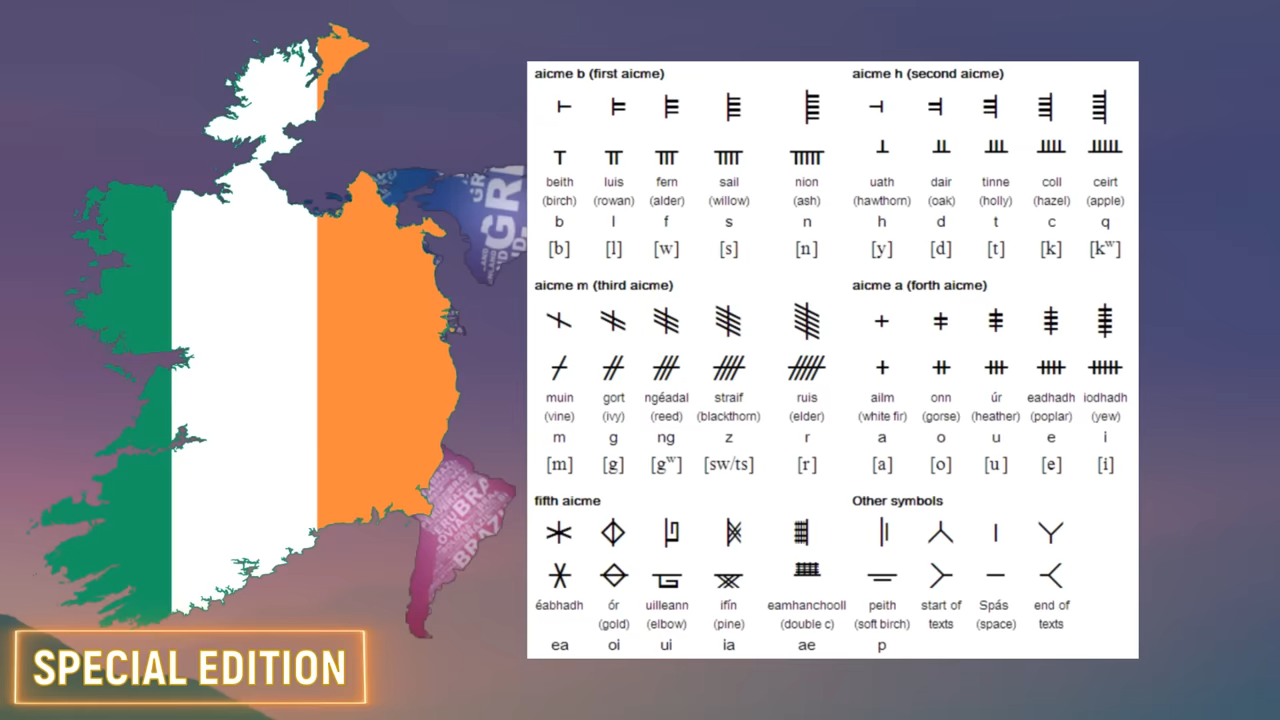 aicme b (first aicme)
beith luis fern sail nion
(birch) (rowan) (alder) (willow) (ash)
b l f s n
[b] [l] [w] [s] [n]
aicme h (second aicme)
uath dair tinne coll ceirt
(hawthorn) (oak) (holly) (hazel) (apple)
h d t c q
[y] [d] [t] [k] [kʷ]
aicme m (third aicme)
muin gort ngéadal straif ruis
(vine) (ivy) (reed) (blackthorn) (elder)
m g ng z r
[m] [g] [gʷ] [sw/ts] [r]
aicme a (forth aicme)
ailm onn úr eadhadh iodhadh
(white fir) (gorse) (heather) (poplar) (yew)
a o u e i
[a] [o] [u] [e] [i]
fifth aicme
éabhadh ór uilleann ifín eamhanchooll
(gold) (elbow) (pine) (double c)
ea oi ui ia ae
Other symbols
peith start of Spás end of
(soft birch) texts (space) texts
p
SPECIAL EDITION